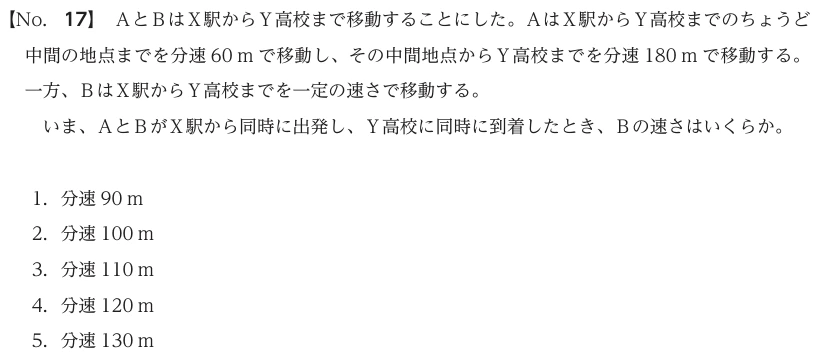 【No. 17】 AとBはX駅からY高校まで移動することにした。AはX駅からY高校までのちょうど
中間の地点までを分速 60 m で移動し、その中間地点からY高校までを分速 180 m で移動する。
一方、BはX駅からY高校までを一定の速さで移動する。
いま、AとBがX駅から同時に出発し、Y高校に同時に到着したとき、Bの速さはいくらか。
1. 分速 90 m
2. 分速 100 m
3. 分速 110 m
4. 分速 120 m
5. 分速 130 m